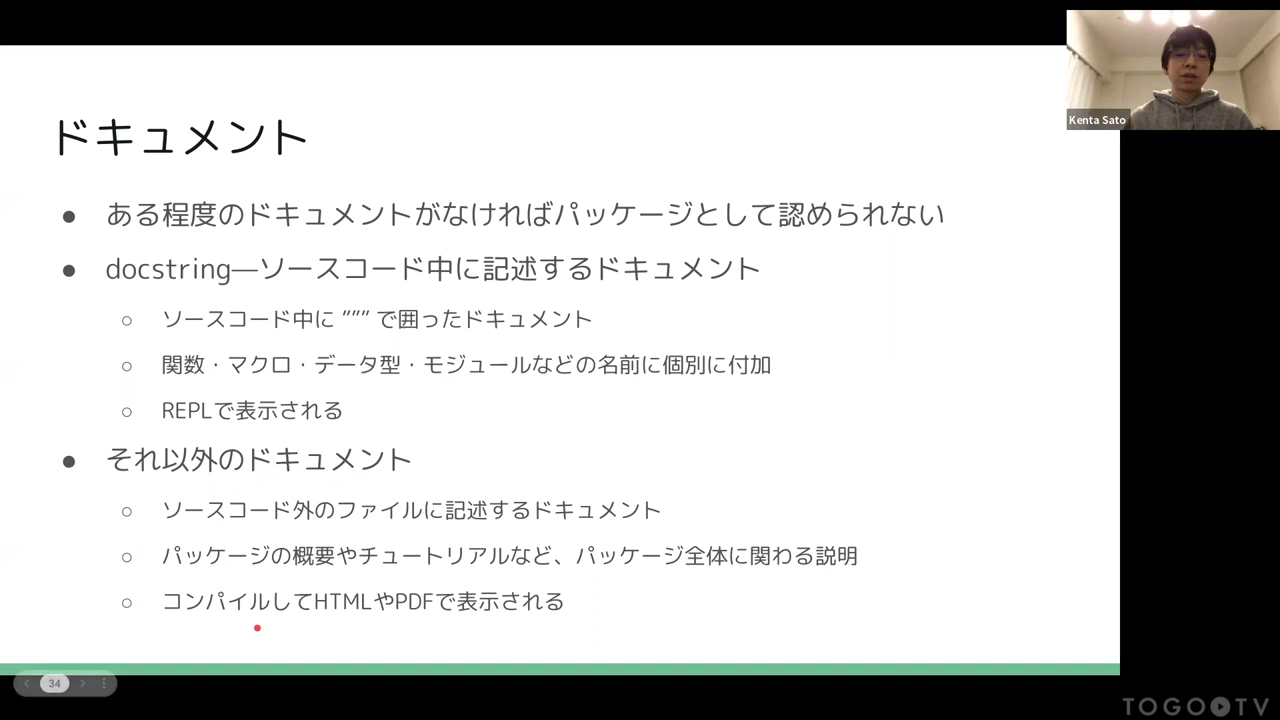 Kenta Sato
ドキュメント
● ある程度のドキュメントがなければパッケージとして認められない
● docstring—ソースコード中に記述するドキュメント
○ ソースコード中に """ で囲ったドキュメント
○ 関数・マクロ・データ型・モジュールなどの名前に個別に付加
○ REPLで表示される
● それ以外のドキュメント
○ ソースコード外のファイルに記述するドキュメント
○ パッケージの概要やチュートリアルなど、パッケージ全体に関わる説明
○ コンパイルしてHTMLやPDFで表示される
34
TOGO TV